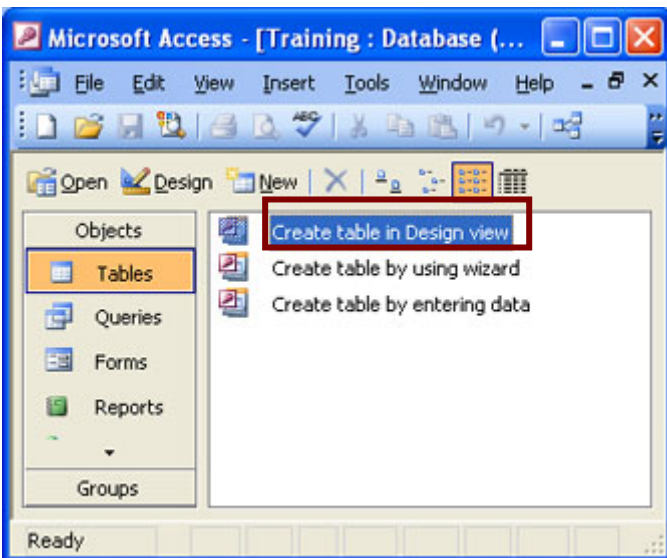 Microsoft Access - [Training : Database (...
File Edit View Insert Tools Window Help
ABC
Open Design New
Objects
Tables
Queries
Forms
Reports
Groups
Create table in Design view
Create table by using wizard
Create table by entering data
Ready